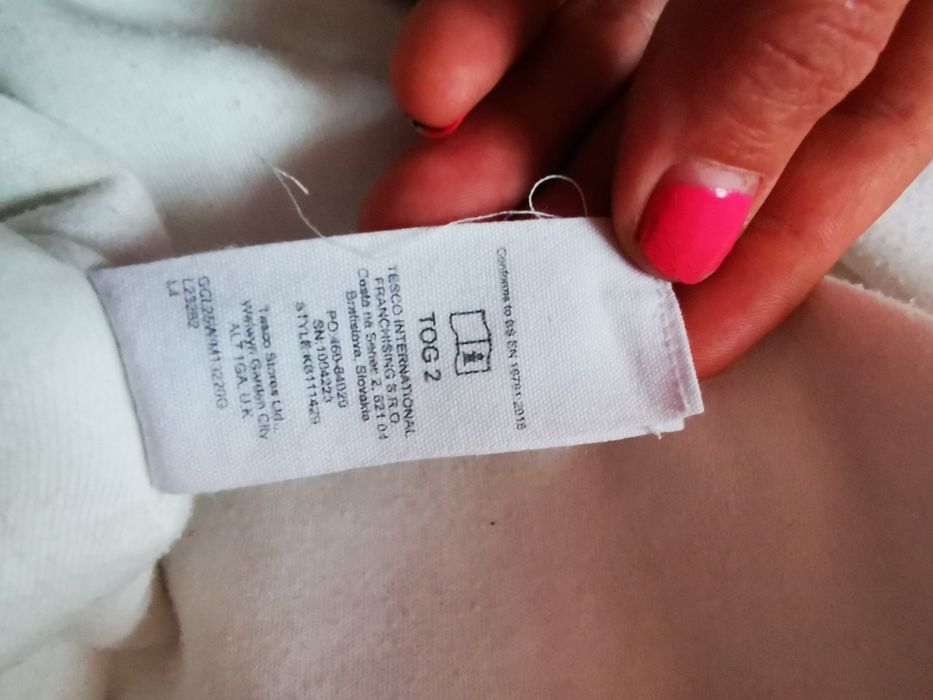 Conforms to BS EN 16781:2018
TOG 2
TESCO INTERNATIONAL
FRANCHISING S.R.O.
Cesta na Senec 2, 821 04
Bratislava, Slovakia
PO:460-84020
SN:1004223
STYLE:KB111429
Tesco Stores Ltd.,
Welwyn Garden City
AL7 1GA. U.K
L23282
L4